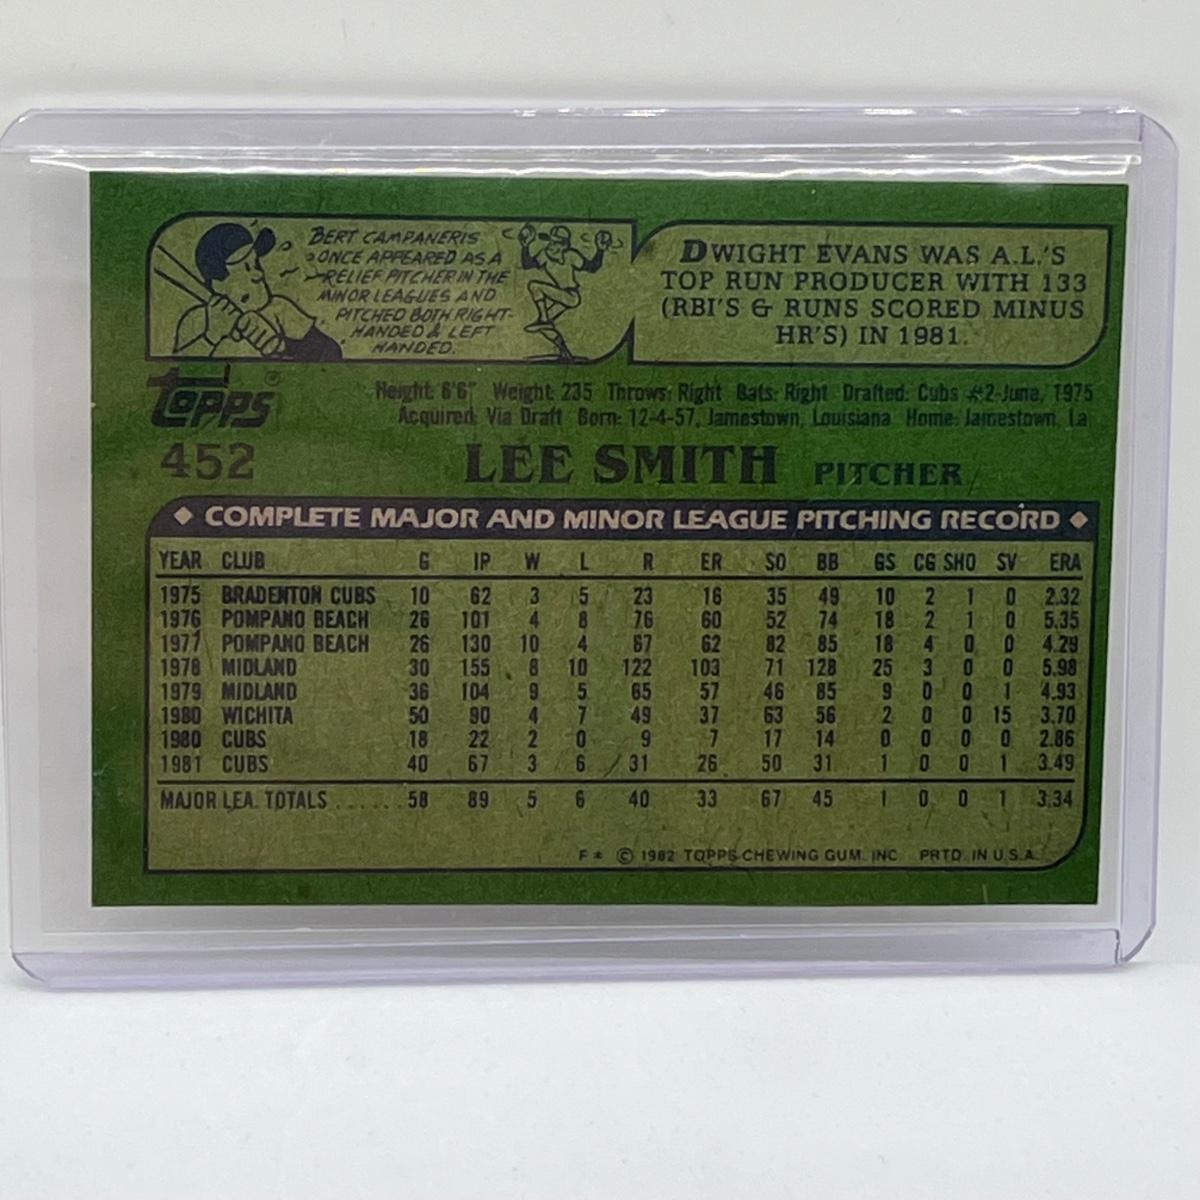 BERT CAMPANERIS
ONCE APPEARED AS A
RELIEF PITCHER IN THE
MINOR LEAGUES AND
PITCHED BOTH RIGHT-
HANDED & LEFT
HANDED.
DWIGHT EVANS WAS A.L.'S
TOP RUN PRODUCER WITH 133
(RBI'S & RUNS SCORED MINUS
HR'S) IN 1981.
Topps®
Height: 6'6" Weight: 235 Throws: Right Bats: Right Drafted: Cubs #2-June, 1975
Acquired: Via Draft Born: 12-4-57, Jamestown, Louisiana Home: Jamestown, La.
452 LEE SMITH PITCHER
◆ COMPLETE MAJOR AND MINOR LEAGUE PITCHING RECORD ◆
YEAR CLUB G IP W L R ER SO BB GS CG SHO SV ERA
1975 BRADENTON CUBS 10 62 3 5 23 16 35 49 10 2 1 0 2.32
1976 POMPANO BEACH 26 101 4 8 76 60 52 74 18 2 1 0 5.35
1977 POMPANO BEACH 26 130 10 4 67 62 82 85 18 4 0 0 4.29
1978 MIDLAND 30 155 8 10 122 103 71 128 25 3 0 0 5.98
1979 MIDLAND 36 104 9 5 65 57 46 85 9 0 0 1 4.93
1980 WICHITA 50 90 4 7 49 37 63 56 2 0 0 15 3.70
1980 CUBS 18 22 2 0 9 7 17 14 0 0 0 0 2.86
1981 CUBS 40 67 3 6 31 26 50 31 1 0 0 1 3.49
MAJOR LEA. TOTALS ...... 58 89 5 6 40 33 67 45 1 0 0 1 3.34
F* © 1982 TOPPS CHEWING GUM, INC. PRTD. IN U.S.A.